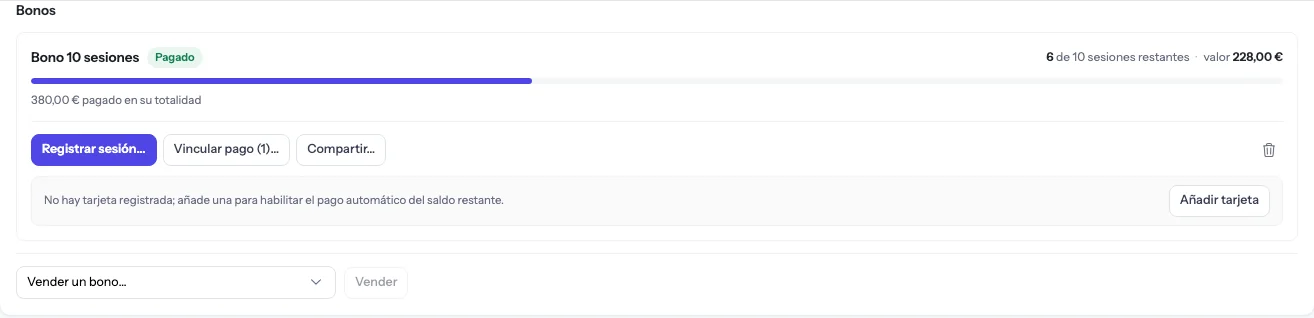 Bonos
Bono 10 sesiones Pagado 6 de 10 sesiones restantes · valor 228,00 €
380,00 € pagado en su totalidad
Registrar sesión... Vincular pago (1)... Compartir...
No hay tarjeta registrada; añade una para habilitar el pago automático del saldo restante. Añadir tarjeta
Vender un bono... Vender